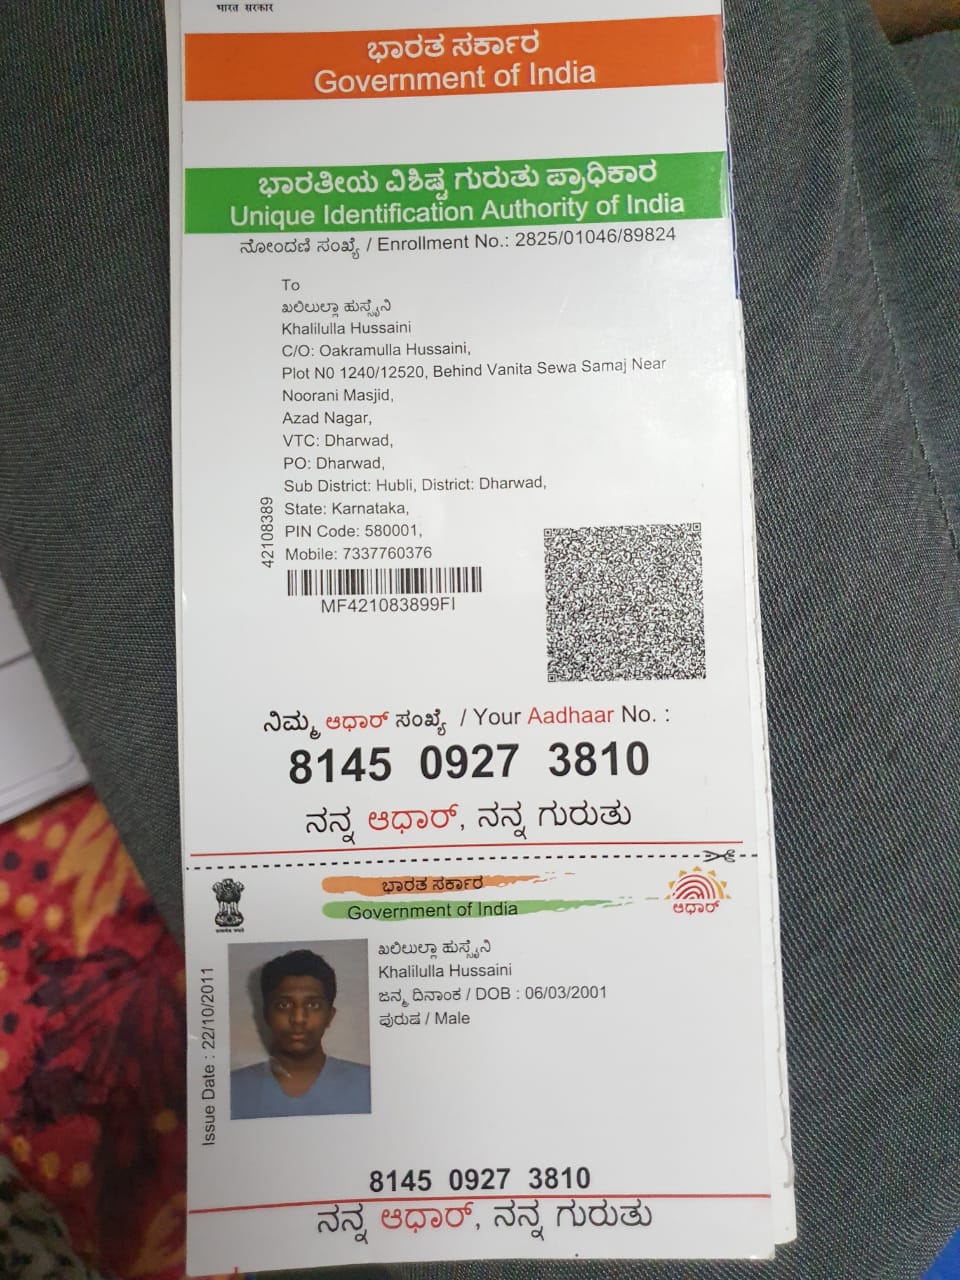 भारत सरकार
ಭಾರತ ಸರ್ಕಾರ
Government of India
ಭಾರತೀಯ ವಿಶಿಷ್ಟ ಗುರುತು ಪ್ರಾಧಿಕಾರ
Unique Identification Authority of India
ನೋಂದಣಿ ಸಂಖ್ಯೆ / Enrollment No.: 2825/01046/89824
To
ಖಲಿಲುಲ್ಲಾ ಹುಸ್ಸೈನಿ
Khalilulla Hussaini
C/O: Oakramulla Hussaini,
Plot N0 1240/12520, Behind Vanita Sewa Samaj Near
Noorani Masjid,
Azad Nagar,
VTC: Dharwad,
PO: Dharwad,
Sub District: Hubli, District: Dharwad,
State: Karnataka,
PIN Code: 580001,
Mobile: 7337760376
42108389
MF421083899FI
ನಿಮ್ಮ ಆಧಾರ್ ಸಂಖ್ಯೆ / Your Aadhaar No. :
8145 0927 3810
ನನ್ನ ಆಧಾರ್, ನನ್ನ ಗುರುತು
ಭಾರತ ಸರ್ಕಾರ
Government of India
ಆಧಾರ್
ಖಲಿಲುಲ್ಲಾ ಹುಸ್ಸೈನಿ
Khalilulla Hussaini
ಜನ್ಮ ದಿನಾಂಕ / DOB : 06/03/2001
ಪುರುಷ / Male
Issue Date : 22/10/2011
8145 0927 3810
ನನ್ನ ಆಧಾರ್, ನನ್ನ ಗುರುತು